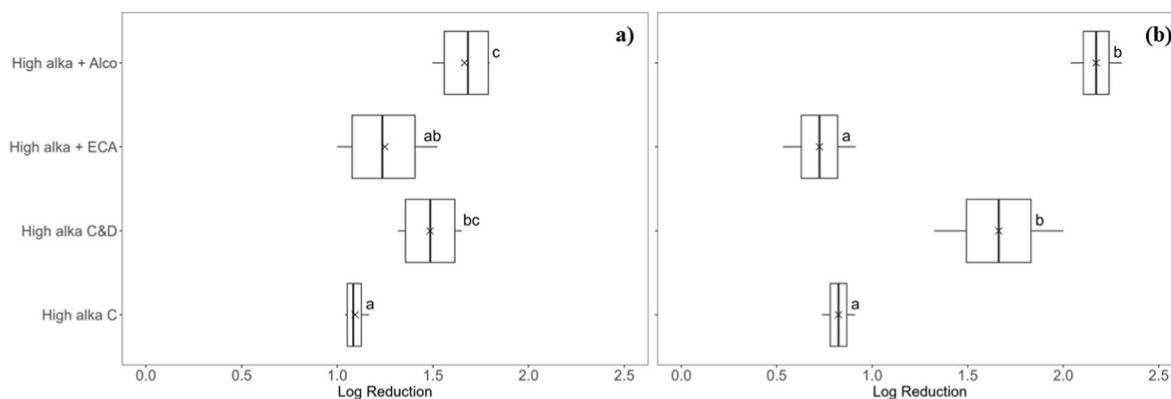 a)
(b)
High alka + Alco
c
b
High alka + ECA
ab
a
High alka C&D
bc
b
High alka C
a
a
0.0 0.5 1.0 1.5 2.0 2.5
0.0 0.5 1.0 1.5 2.0 2.5
Log Reduction
Log Reduction